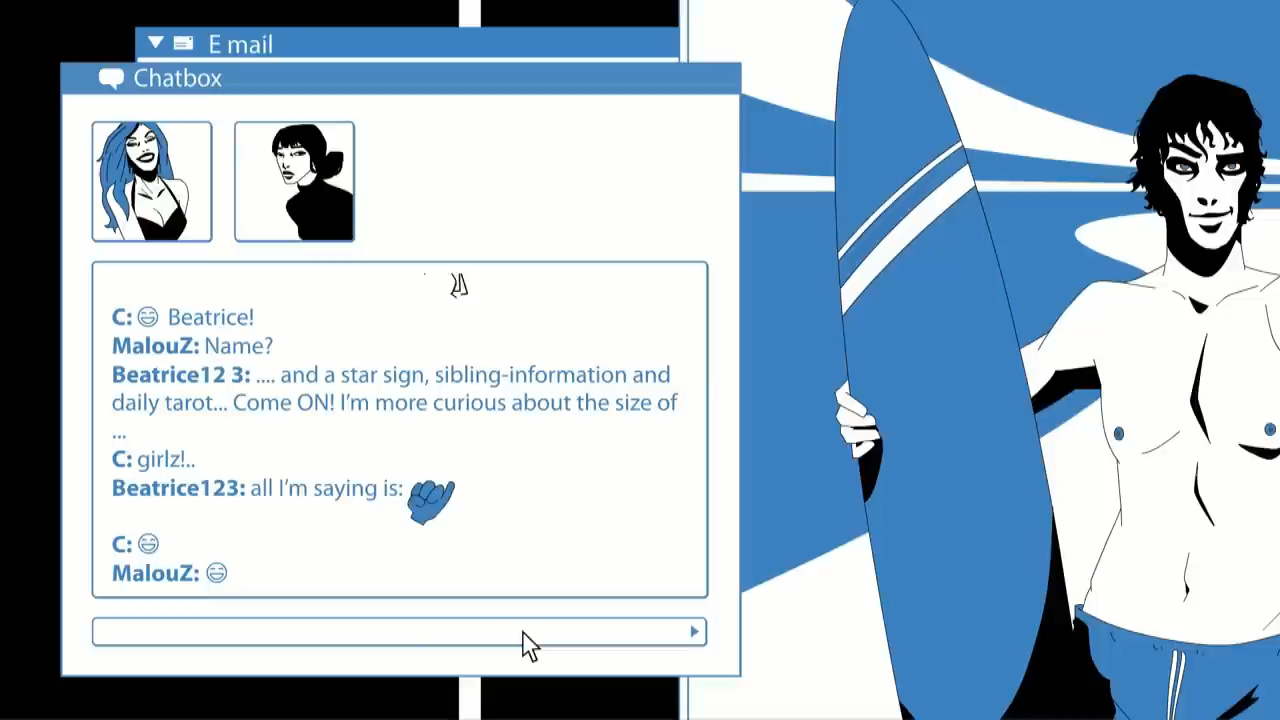 E mail
Chatbox
C: 😄 Beatrice!
MalouZ: Name?
Beatrice12 3: .... and a star sign, sibling-information and
daily tarot... Come ON! I'm more curious about the size of
...
C: girlz!..
Beatrice123: all I'm saying is:
C: 😄
MalouZ: 😄